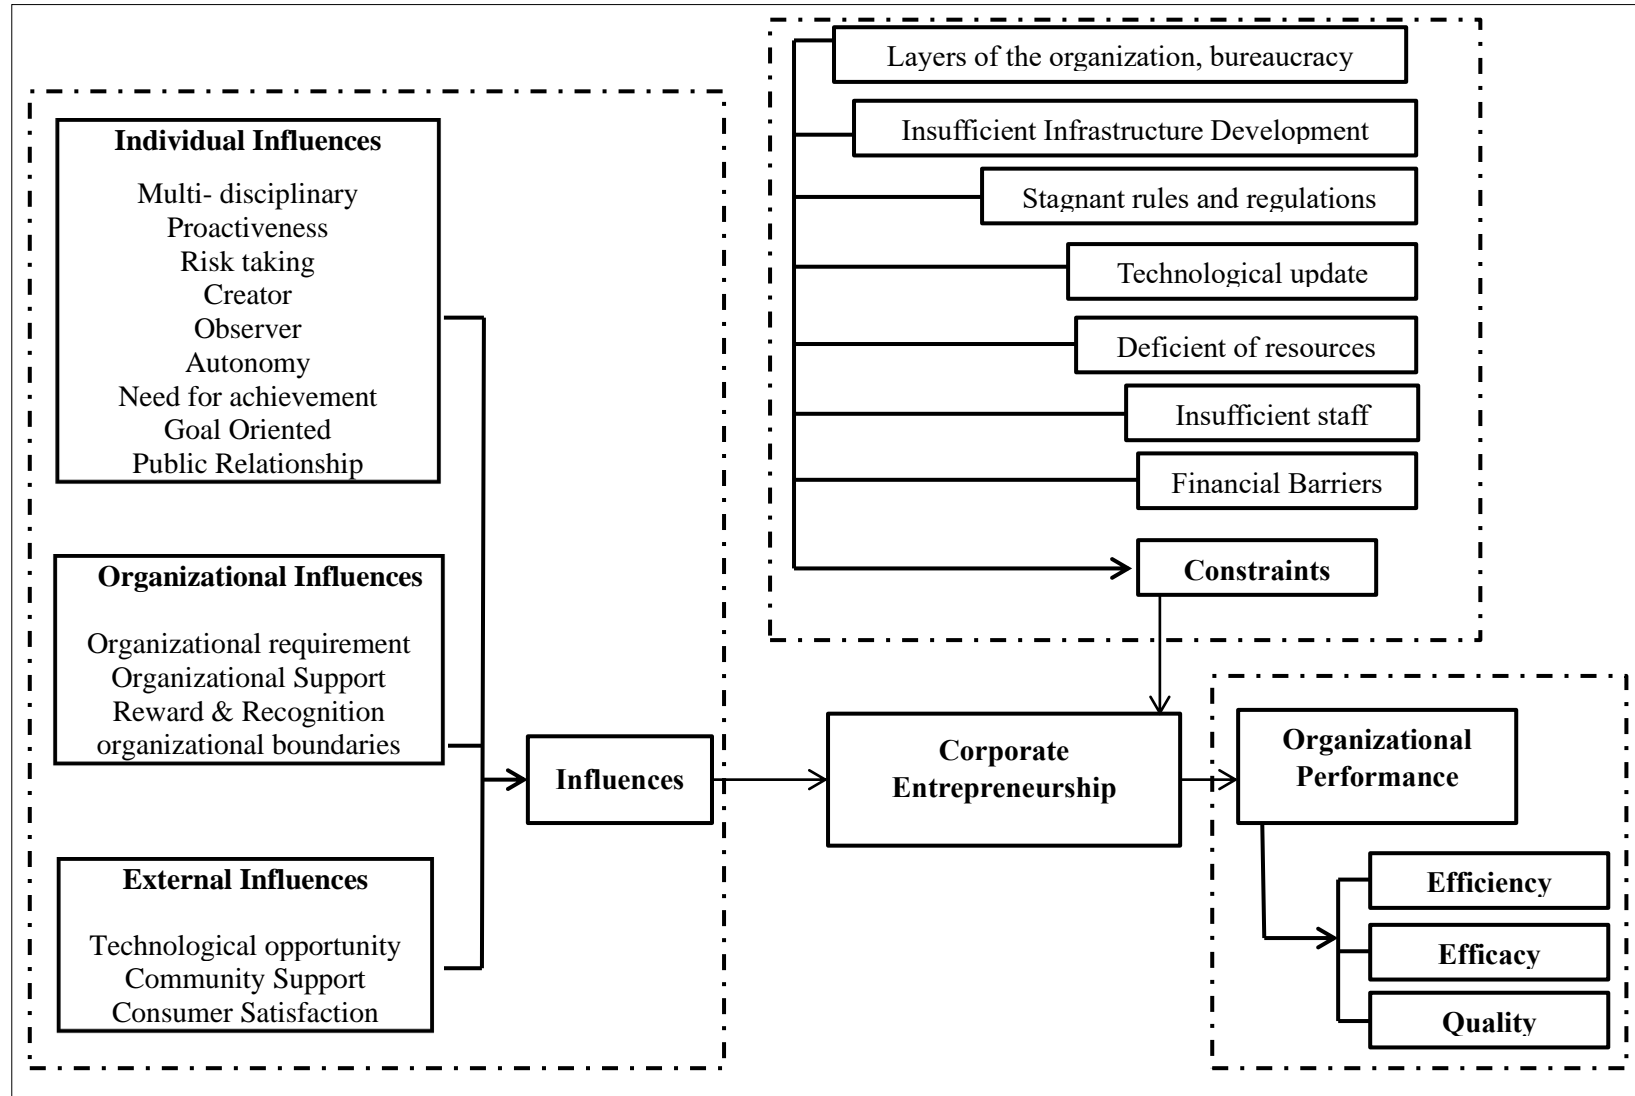 Individual Influences
Multi- disciplinary
Proactiveness
Risk taking
Creator
Observer
Autonomy
Need for achievement
Goal Oriented
Public Relationship
Organizational Influences
Organizational requirement
Organizational Support
Reward & Recognition
organizational boundaries
External Influences
Technological opportunity
Community Support
Consumer Satisfaction
Influences
Layers of the organization, bureaucracy
Insufficient Infrastructure Development
Stagnant rules and regulations
Technological update
Deficient of resources
Insufficient staff
Financial Barriers
Constraints
Corporate
Entrepreneurship
Organizational
Performance
Efficiency
Efficacy
Quality